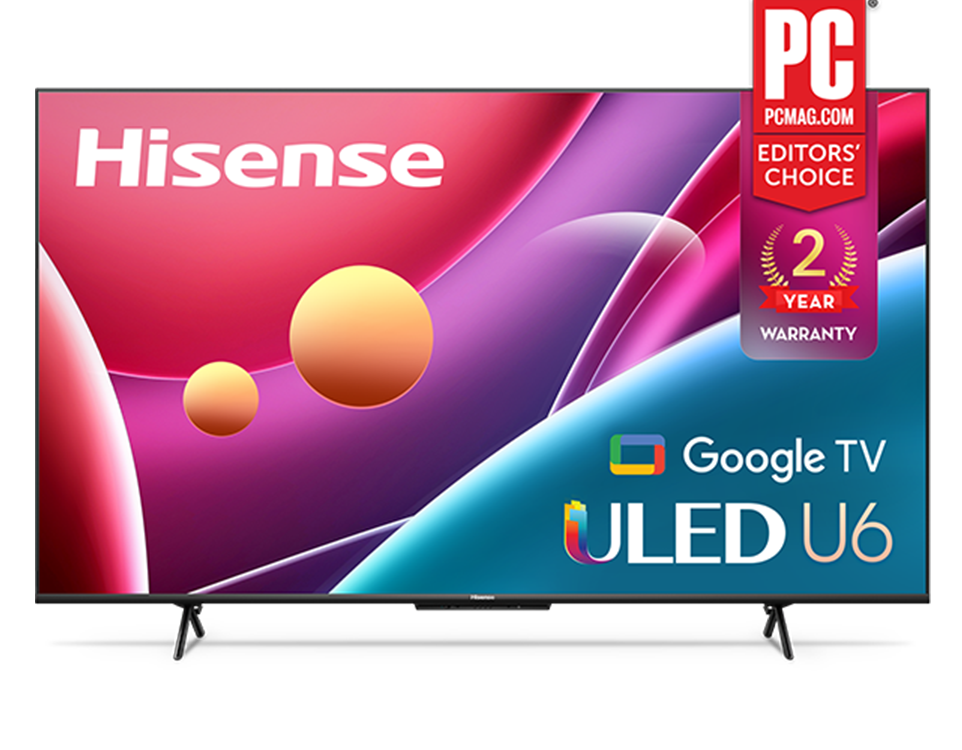 PC®
PCMAG.COM
EDITORS'
CHOICE
Hisense
2
YEAR
WARRANTY
Google TV
ULED U6
Hisense